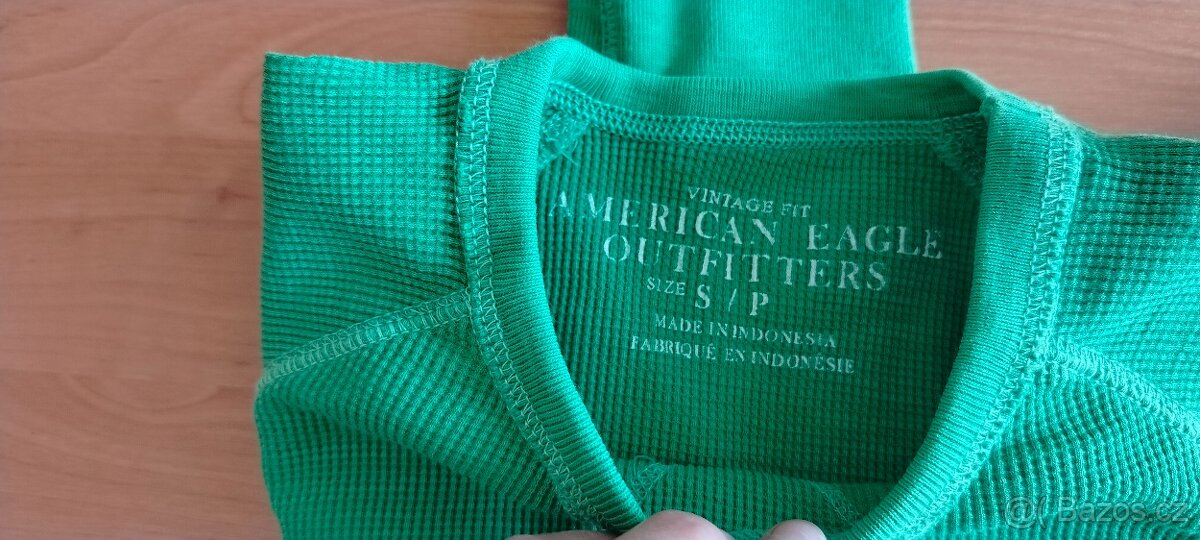 VINTAGE FIT
AMERICAN EAGLE
OUTFITTERS
SIZE S / P
MADE IN INDONESIA
FABRIQUÉ EN INDONÉSIE
Bazos.cz